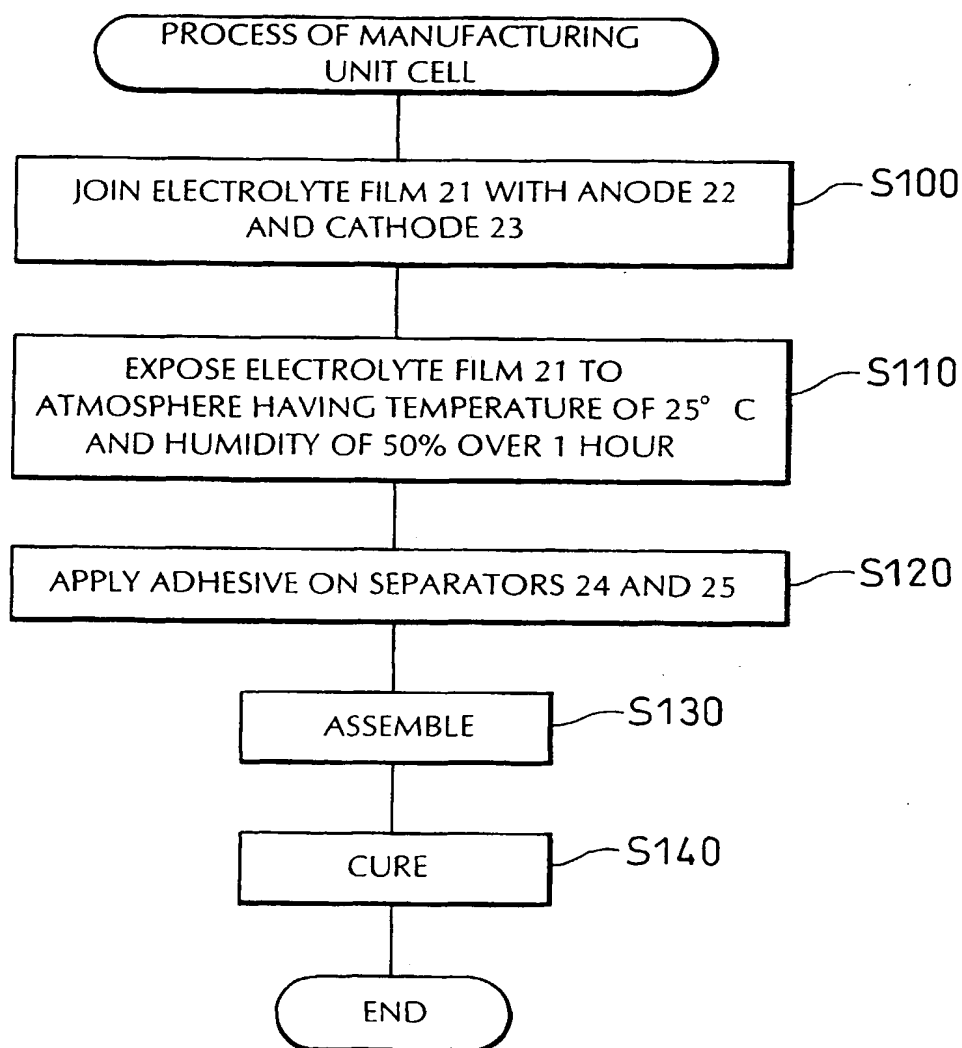 PROCESS OF MANUFACTURING
UNIT CELL
JOIN ELECTROLYTE FILM 21 WITH ANODE 22
AND CATHODE 23
S100
EXPOSE ELECTROLYTE FILM 21 TO
ATMOSPHERE HAVING TEMPERATURE OF 25° C
AND HUMIDITY OF 50% OVER 1 HOUR
S110
APPLY ADHESIVE ON SEPARATORS 24 AND 25
S120
ASSEMBLE
S130
CURE
S140
END